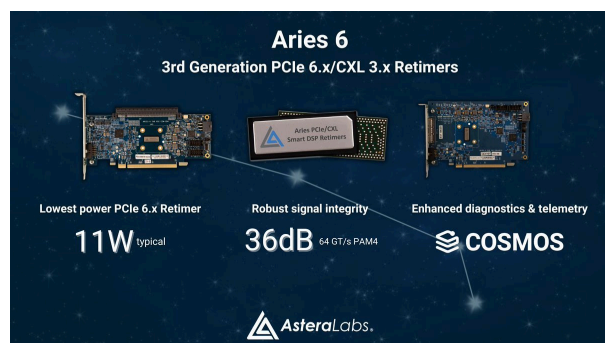 Aries 6
3rd Generation PCIe 6.x/CXL 3.x Retimers
Aries PCIe/CXL
Smart DSP Retimers
Lowest power PCIe 6.x Retimer
11W typical
Robust signal integrity
36dB 64 GT/s PAM4
Enhanced diagnostics & telemetry
COSMOS
AsteraLabs.